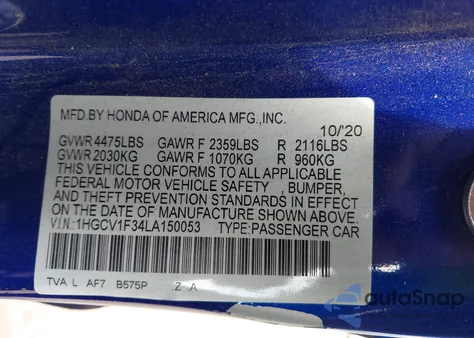 MFD.BY HONDA OF AMERICA MFG.,INC.
10/20
GVWR 4475LBS GAWR F 2359LBS R 2116LBS
GVWR 2030KG GAWR F 1070KG R 960KG
THIS VEHICLE CONFORMS TO ALL APPLICABLE
FEDERAL MOTOR VEHICLE SAFETY , BUMPER,
AND THEFT PREVENTION STANDARDS IN EFFECT
ON THE DATE OF MANUFACTURE SHOWN ABOVE.
V.I.N.:1HGCV1F34LA150053 TYPE:PASSENGER CAR
TVA L AF7 B575P Z .A
autoSnap